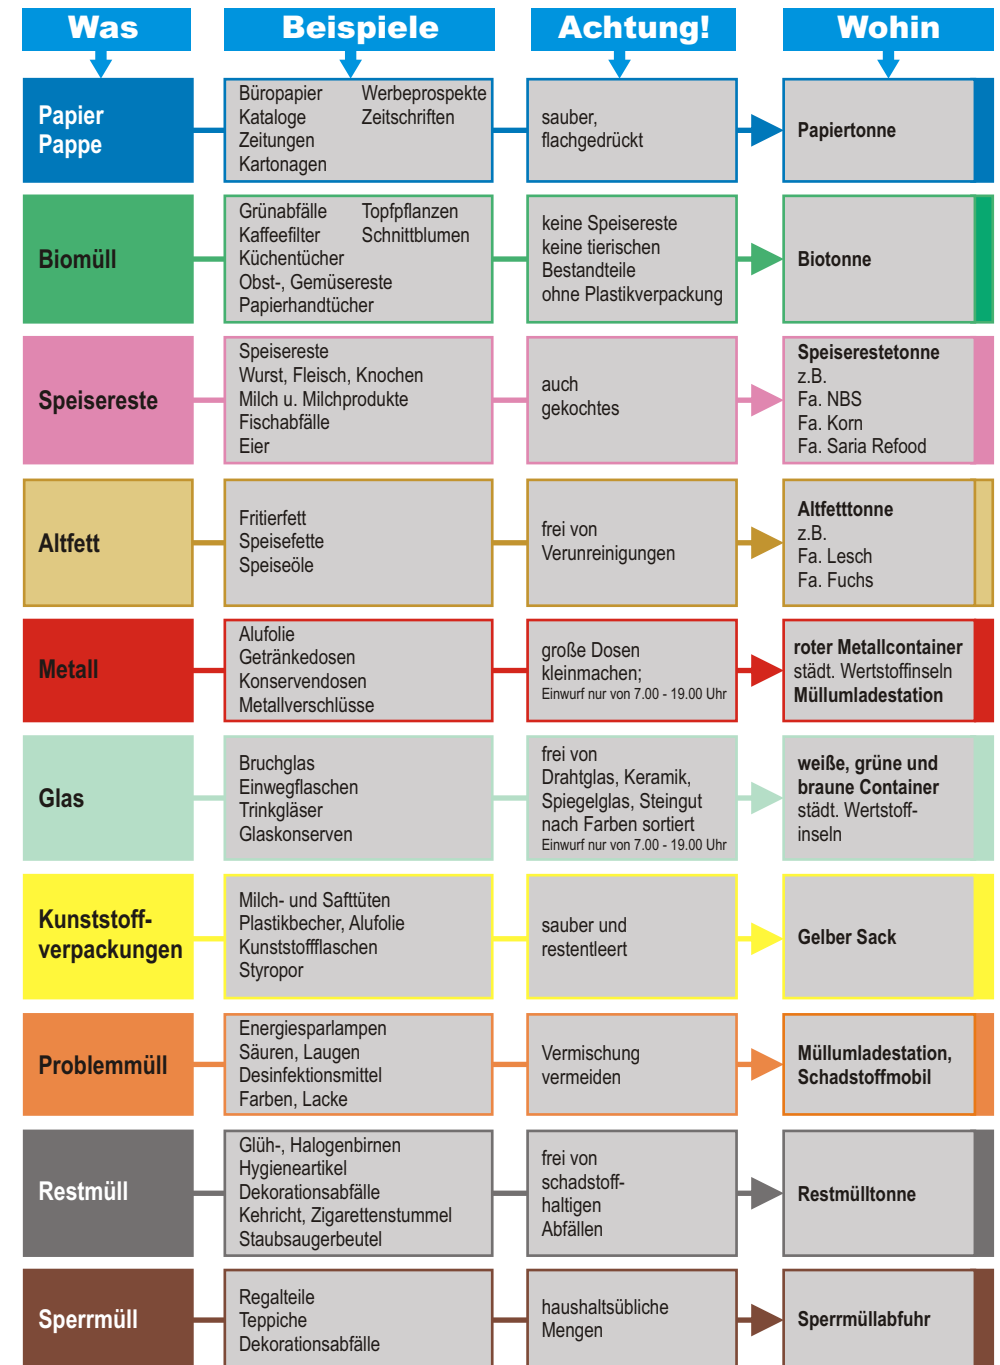 Was
Beispiele
Achtung!
Wohin
Papier
Pappe
Büropapier
Werbeprospekte
Kataloge
Zeitschriften
Zeitungen
Kartonagen
sauber,
flachgedrückt
Papiertonne
Biomüll
Grünabfälle
Topfpflanzen
Kaffeefilter
Schnittblumen
Küchentücher
Obst-, Gemüsereste
Papierhandtücher
keine Speisereste
keine tierischen
Bestandteile
ohne Plastikverpackung
Biotonne
Speisereste
Speisereste
Wurst, Fleisch, Knochen
Milch u. Milchprodukte
Fischabfälle
Eier
auch
gekochtes
Speiserestetonne
z.B.
Fa. NBS
Fa. Korn
Fa. Saria Refood
Altfett
Fritierfett
Speisefette
Speiseöle
frei von
Verunreinigungen
Altfetttonne
z.B.
Fa. Lesch
Fa. Fuchs
Metall
Alufolie
Getränkedosen
Konservendosen
Metallverschlüsse
große Dosen
kleinmachen;
Einwurf nur von 7.00 - 19.00 Uhr
roter Metallcontainer
städt. Wertstoffinseln
Müllumladestation
Glas
Bruchglas
Einwegflaschen
Trinkgläser
Glaskonserven
frei von
Drahtglas, Keramik,
Spiegelglas, Steingut
nach Farben sortiert
Einwurf nur von 7.00 - 19.00 Uhr
weiße, grüne und
braune Container
städt. Wertstoff-
inseln
Kunststoff-
verpackungen
Milch- und Safttüten
Plastikbecher, Alufolie
Kunststoffflaschen
Styropor
sauber und
restentleert
Gelber Sack
Problemmüll
Energiesparlampen
Säuren, Laugen
Desinfektionsmittel
Farben, Lacke
Vermischung
vermeiden
Müllumladestation,
Schadstoffmobil
Restmüll
Glüh-, Halogenbirnen
Hygieneartikel
Dekorationsabfälle
Kehricht, Zigarettenstummel
Staubsaugerbeutel
frei von
schadstoff-
haltigen
Abfällen
Restmülltonne
Sperrmüll
Regalteile
Teppiche
Dekorationsabfälle
haushaltsübliche
Mengen
Sperrmüllabfuhr